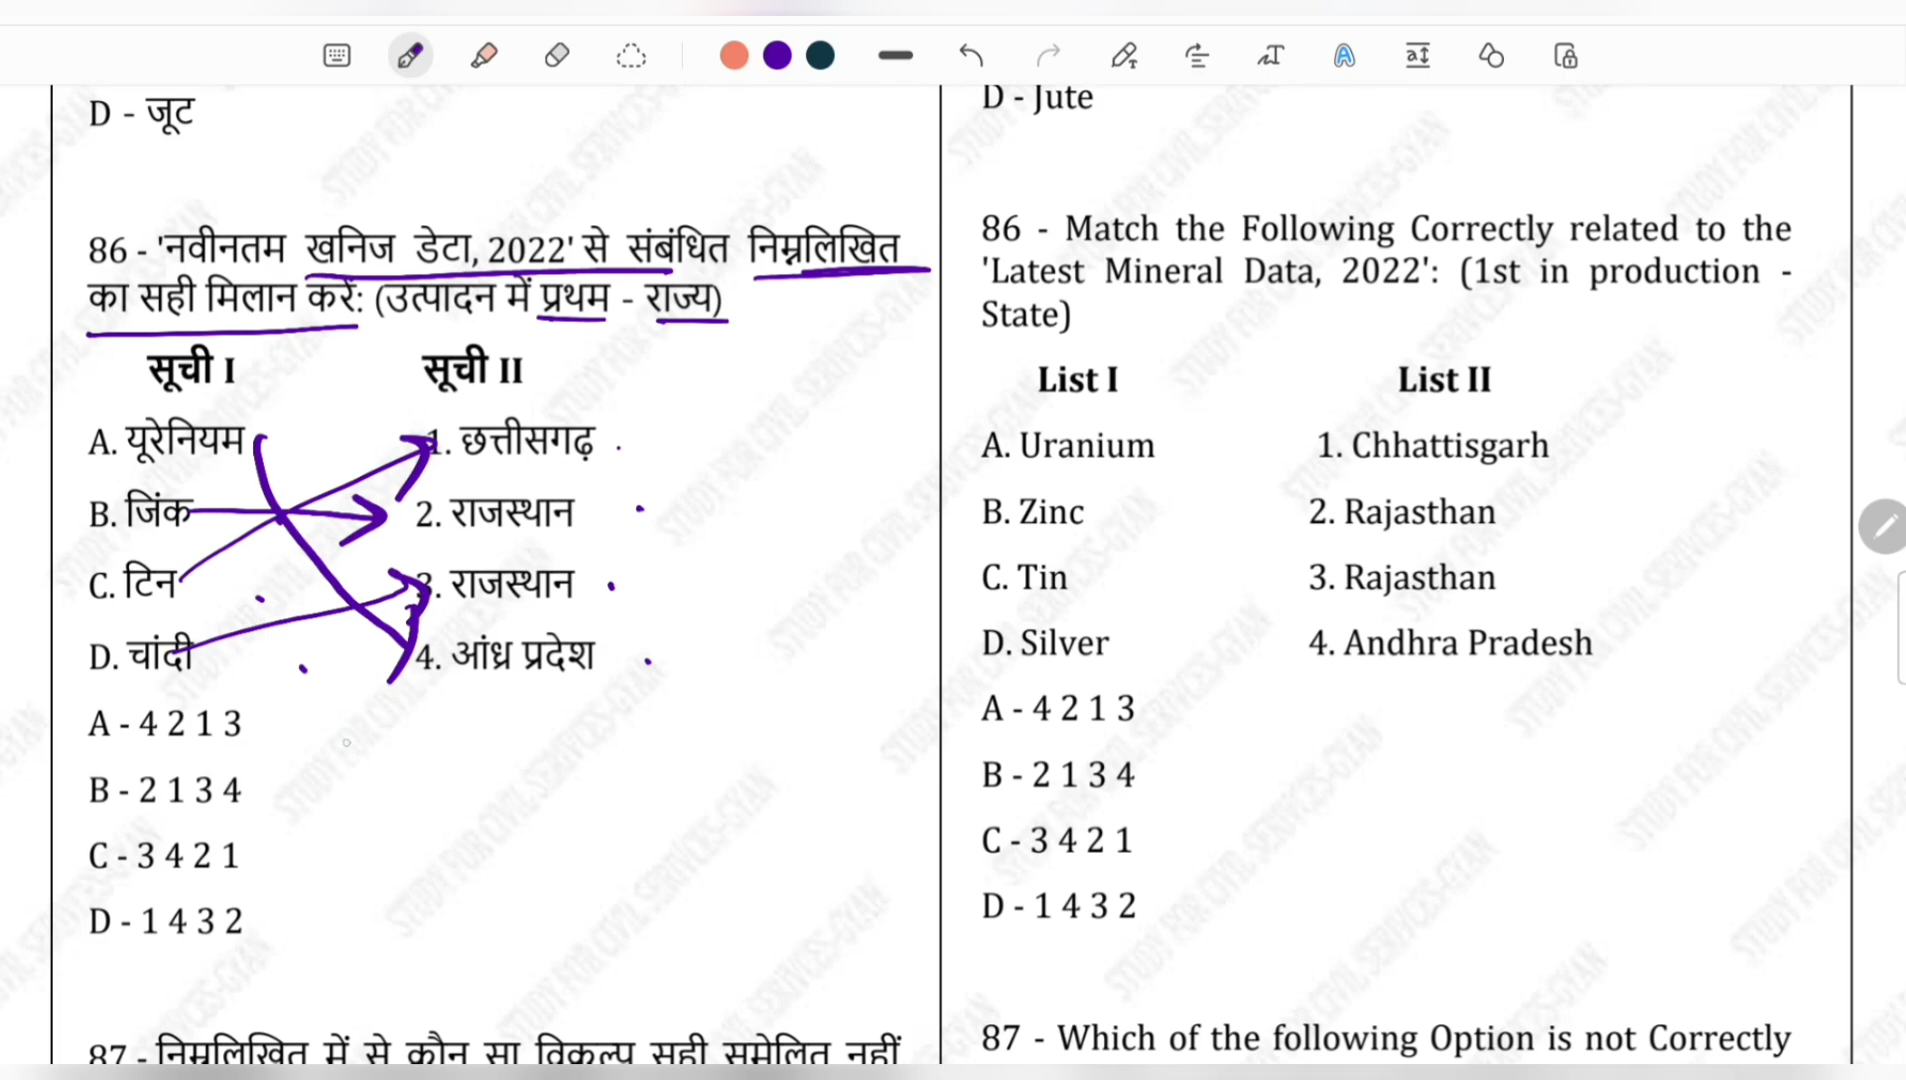 D - जूट
86 - 'नवीनतम खनिज डेटा, 2022' से संबंधित निम्नलिखित
का सही मिलान करें: (उत्पादन में प्रथम - राज्य)
सूची I सूची II
A. यूरेनियम 1. छत्तीसगढ़
B. जिंक 2. राजस्थान
C. टिन 3. राजस्थान
D. चांदी 4. आंध्र प्रदेश
A - 4 2 1 3
B - 2 1 3 4
C - 3 4 2 1
D - 1 4 3 2
87 - निम्नलिखित में से कौन सा विकल्प सही सुमेलित नहीं
D - Jute
86 - Match the Following Correctly related to the
'Latest Mineral Data, 2022': (1st in production -
State)
List I List II
A. Uranium 1. Chhattisgarh
B. Zinc 2. Rajasthan
C. Tin 3. Rajasthan
D. Silver 4. Andhra Pradesh
A - 4 2 1 3
B - 2 1 3 4
C - 3 4 2 1
D - 1 4 3 2
87 - Which of the following Option is not Correctly
STUDY FOR CIVIL SERVICES-GYAN